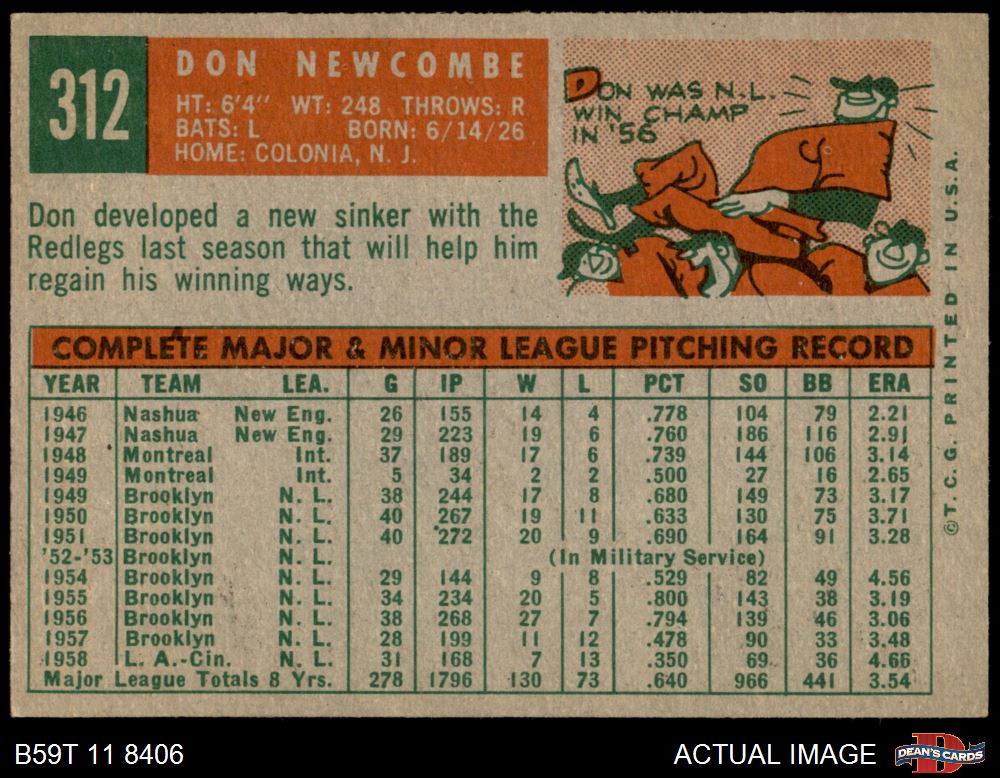 312
DON NEWCOMBE
HT: 6'4" WT: 248 THROWS: R
BATS: L BORN: 6/14/26
HOME: COLONIA, N. J.
DON WAS N.L.
WIN CHAMP
IN '56
Don developed a new sinker with the
Redlegs last season that will help him
regain his winning ways.
COMPLETE MAJOR & MINOR LEAGUE PITCHING RECORD
YEAR TEAM LEA. G IP W L PCT SO BB ERA
1946 Nashua New Eng. 26 155 14 4 .778 104 79 2.21
1947 Nashua New Eng. 29 223 19 6 .760 186 116 2.91
1948 Montreal Int. 37 189 17 6 .739 144 106 3.14
1949 Montreal Int. 5 34 2 2 .500 27 16 2.65
1949 Brooklyn N. L. 38 244 17 8 .680 149 73 3.17
1950 Brooklyn N. L. 40 267 19 11 .633 130 75 3.71
1951 Brooklyn N. L. 40 272 20 9 .690 164 91 3.28
'52-'53 Brooklyn N. L. (In Military Service)
1954 Brooklyn N. L. 29 144 9 8 .529 82 49 4.56
1955 Brooklyn N. L. 34 234 20 5 .800 143 38 3.19
1956 Brooklyn N. L. 38 268 27 7 .794 139 46 3.06
1957 Brooklyn N. L. 28 199 11 12 .478 90 33 3.48
1958 L. A.-Cin. N. L. 31 168 7 13 .350 69 36 4.66
Major League Totals 8 Yrs. 278 1796 130 73 .640 966 441 3.54
©T. C. G. PRINTED IN U.S.A.
B59T 11 8406
ACTUAL IMAGE
DEAN'S CARDS